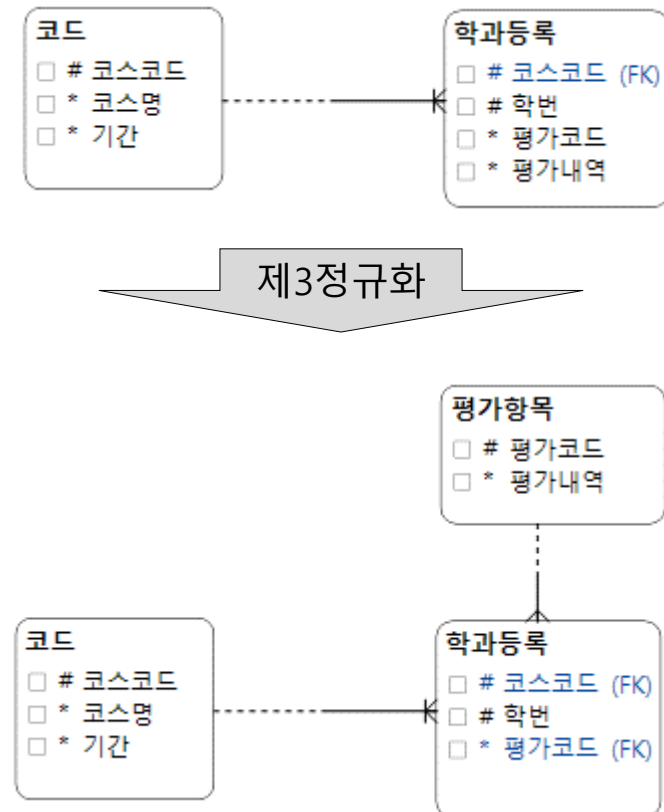 코드
# 코스코드
* 코스명
* 기간
학과등록
# 코스코드 (FK)
# 학번
* 평가코드
* 평가내역
제3정규화
평가항목
# 평가코드
* 평가내역
코드
# 코스코드
* 코스명
* 기간
학과등록
# 코스코드 (FK)
# 학번
* 평가코드 (FK)